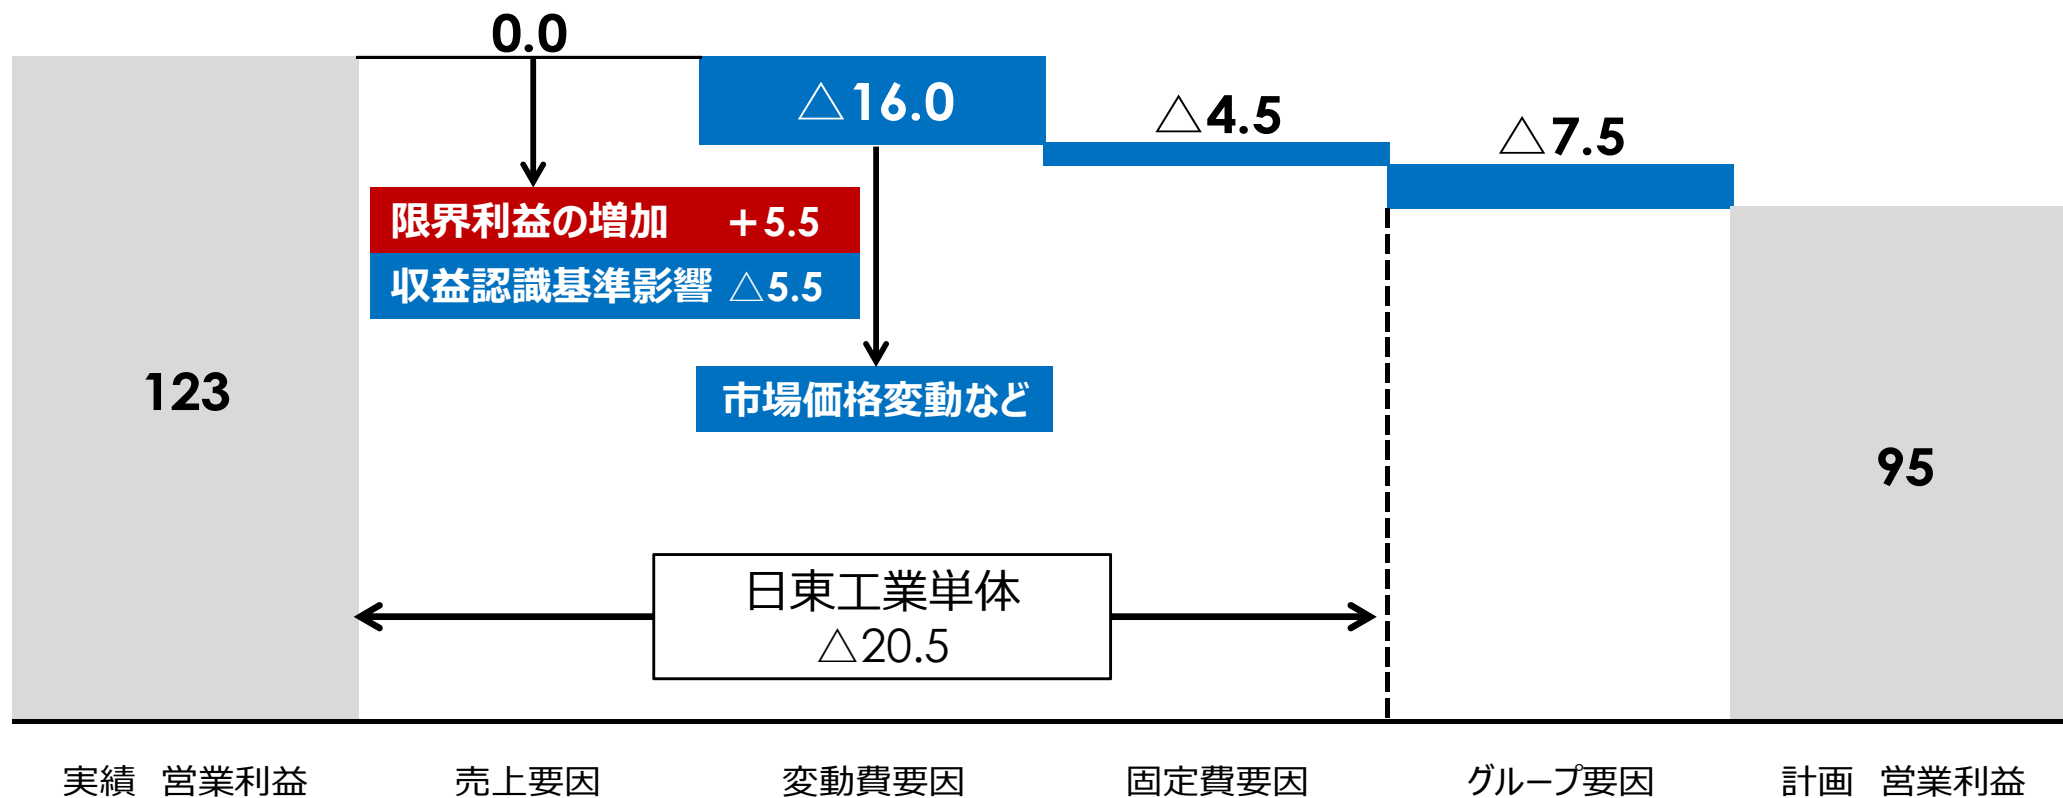 0.0
△16.0
△4.5
△7.5
限界利益の増加 +5.5
収益認識基準影響 △5.5
123
市場価格変動など
95
日東工業単体
△20.5
実績 営業利益
売上要因
変動費要因
固定費要因
グループ要因
計画 営業利益